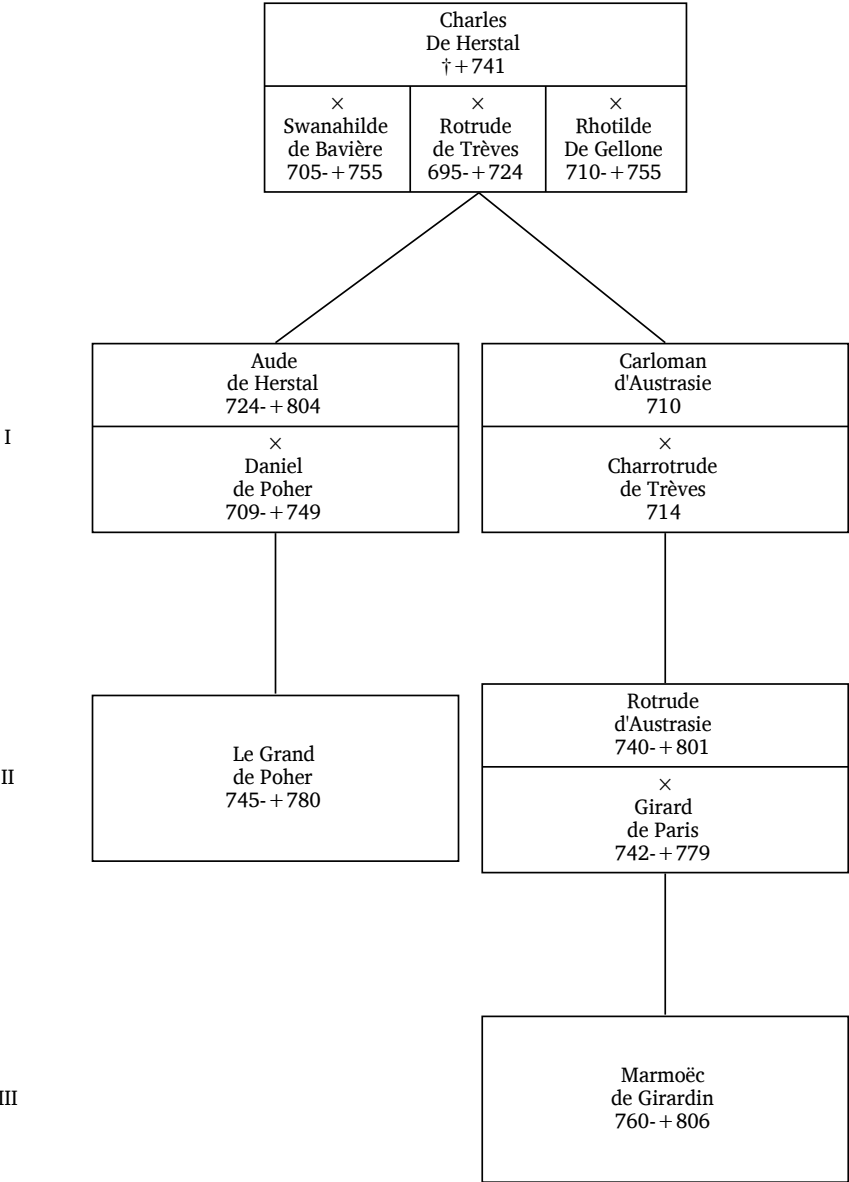 Charles
De Herstal
†+741
×
Swanahilde
de Bavière
705-+755
×
Rotrude
de Trèves
695-+724
×
Rhotilde
De Gellone
710-+755
I
Aude
de Herstal
724-+804
×
Daniel
de Poher
709-+749
Carloman
d'Austrasie
710
×
Charrotrude
de Trèves
714
II
Le Grand
de Poher
745-+780
Rotrude
d'Austrasie
740-+801
×
Girard
de Paris
742-+779
III
Marmoëc
de Girardin
760-+806